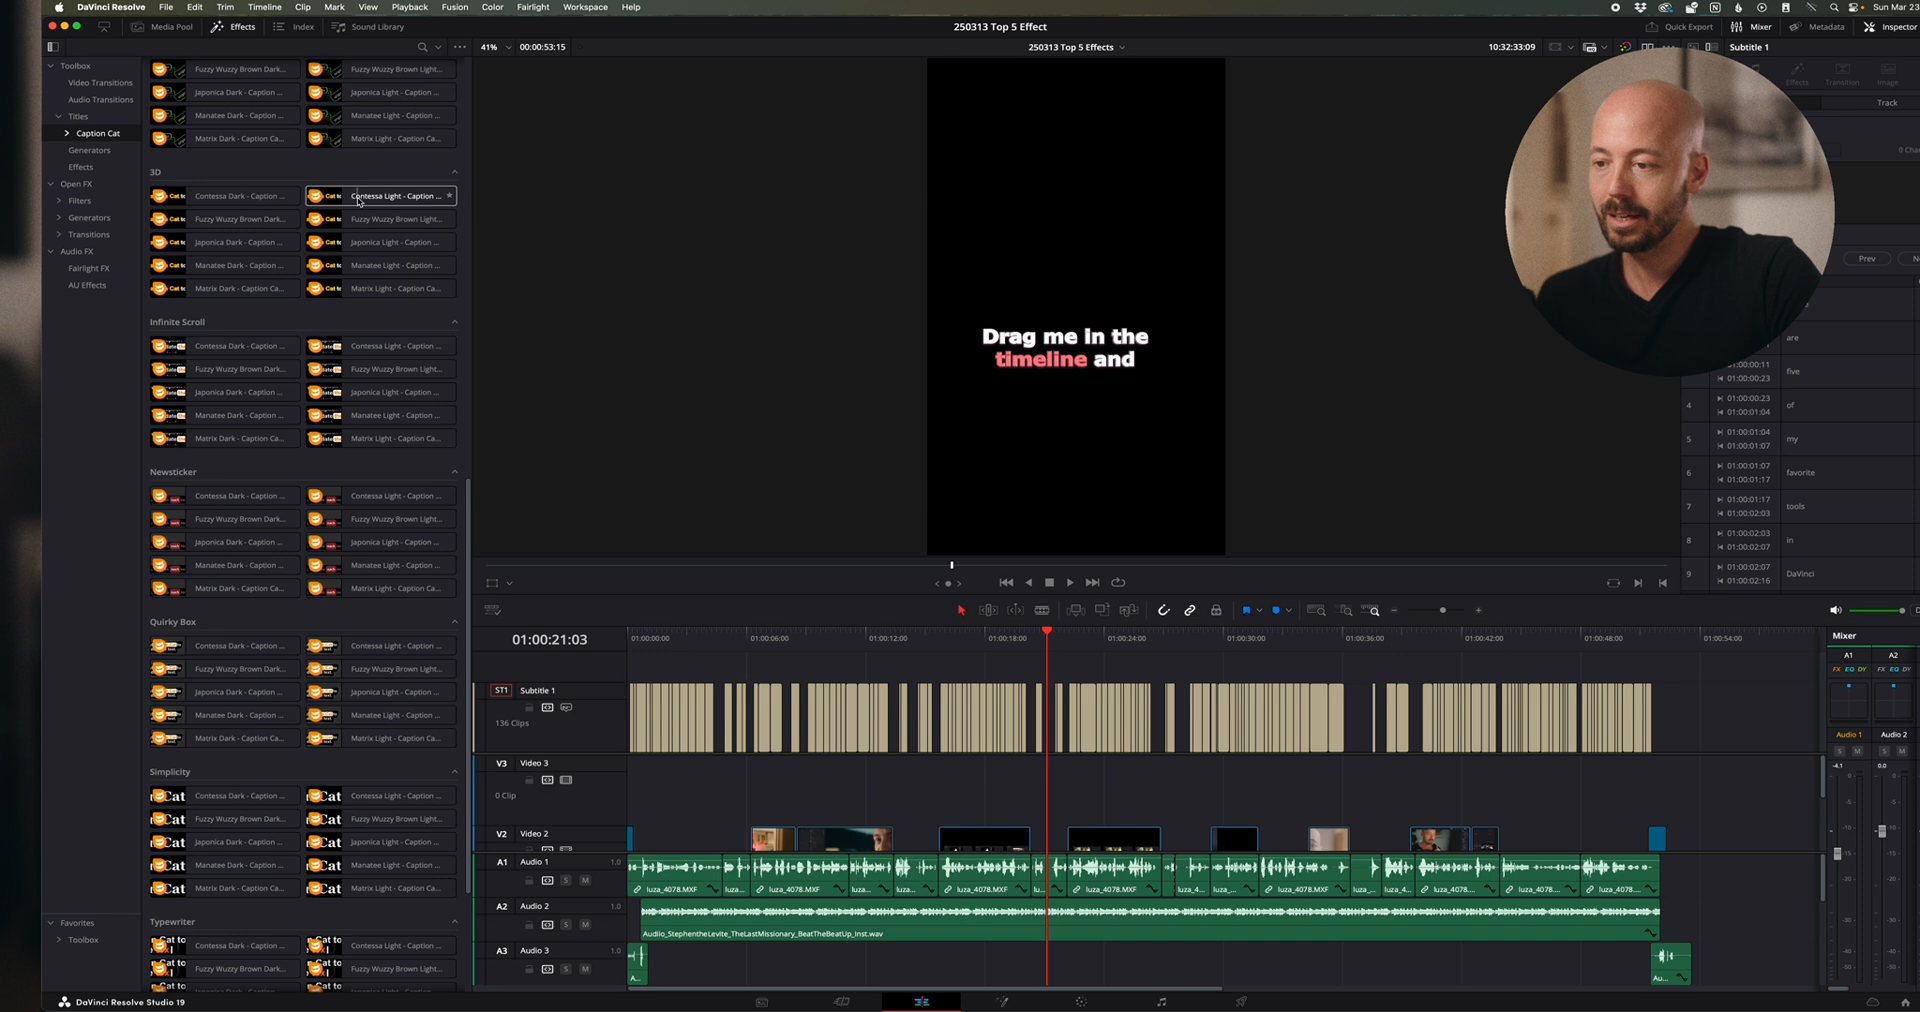 DaVinci Resolve File Edit Trim Timeline Clip Mark View Playback Fusion Color Fairlight Workspace Help
Sun Mar 23
Media Pool Effects Index Sound Library
250313 Top 5 Effect
Quick Export Mixer Metadata Inspector
41% 00:00:53:15
250313 Top 5 Effects
10:32:33:09
Subtitle 1
Effects Transition Image
Track
Prev
Toolbox
Video Transitions
Audio Transitions
Titles
Caption Cat
Generators
Effects
Open FX
Filters
Generators
Transitions
Audio FX
Fairlight FX
AU Effects
Favorites
Toolbox
Fuzzy Wuzzy Brown Dark... Fuzzy Wuzzy Brown Light...
Japonica Dark - Caption ... Japonica Light - Caption ...
Manatee Dark - Caption ... Manatee Light - Caption ...
Matrix Dark - Caption Ca... Matrix Light - Caption Ca...
3D
Contessa Dark - Caption ... Contessa Light - Caption ...
Fuzzy Wuzzy Brown Dark... Fuzzy Wuzzy Brown Light...
Japonica Dark - Caption ... Japonica Light - Caption ...
Manatee Dark - Caption ... Manatee Light - Caption ...
Matrix Dark - Caption Ca... Matrix Light - Caption Ca...
Infinite Scroll
Contessa Dark - Caption ... Contessa Light - Caption ...
Fuzzy Wuzzy Brown Dark... Fuzzy Wuzzy Brown Light...
Japonica Dark - Caption ... Japonica Light - Caption ...
Manatee Dark - Caption ... Manatee Light - Caption ...
Matrix Dark - Caption Ca... Matrix Light - Caption Ca...
Newsticker
Contessa Dark - Caption ... Contessa Light - Caption ...
Fuzzy Wuzzy Brown Dark... Fuzzy Wuzzy Brown Light...
Japonica Dark - Caption ... Japonica Light - Caption ...
Manatee Dark - Caption ... Manatee Light - Caption ...
Matrix Dark - Caption Ca... Matrix Light - Caption Ca...
Quirky Box
Contessa Dark - Caption ... Contessa Light - Caption ...
Fuzzy Wuzzy Brown Dark... Fuzzy Wuzzy Brown Light...
Japonica Dark - Caption ... Japonica Light - Caption ...
Manatee Dark - Caption ... Manatee Light - Caption ...
Matrix Dark - Caption Ca... Matrix Light - Caption Ca...
Simplicity
Contessa Dark - Caption ... Contessa Light - Caption ...
Fuzzy Wuzzy Brown Dark... Fuzzy Wuzzy Brown Light...
Japonica Dark - Caption ... Japonica Light - Caption ...
Manatee Dark - Caption ... Manatee Light - Caption ...
Matrix Dark - Caption Ca... Matrix Light - Caption Ca...
Typewriter
Contessa Dark - Caption ... Contessa Light - Caption ...
Fuzzy Wuzzy Brown Dark... Fuzzy Wuzzy Brown Light...
Drag me in the
timeline and
are
01:00:00:11
01:00:00:23
five
4 01:00:00:23
01:00:01:04
of
5 01:00:01:04
01:00:01:07
my
6 01:00:01:07
01:00:01:17
favorite
7 01:00:01:17
01:00:02:03
tools
8 01:00:02:03
01:00:02:07
in
9 01:00:02:07
01:00:02:16
DaVinci
01:00:21:03
01:00:00:00 01:00:06:00 01:00:12:00 01:00:18:00 01:00:24:00 01:00:30:00 01:00:36:00 01:00:42:00 01:00:48:00 01:00:54:00
ST1 Subtitle 1
136 Clips
V3 Video 3
0 Clip
V2 Video 2
A1 Audio 1 1.0
S M
luza_4078.MXF luza... luza_4078.MXF luza... luza... luza_4078.MXF lu... luza_4078.MXF luza_4... luza_... luza_4078.MXF luza_... luza_4... luza_4078.... luza_4078.... luza_4078....
A2 Audio 2 1.0
S M
Audio_StephentheLevite_TheLastMissionary_BeatTheBeatUp_Inst.wav
A3 Audio 3 1.0
S M
A... Au...
Mixer
A1 A2
FX EQ DY FX EQ DY
Audio 1 Audio 2
S M S M
-4.1 0.0
DaVinci Resolve Studio 19